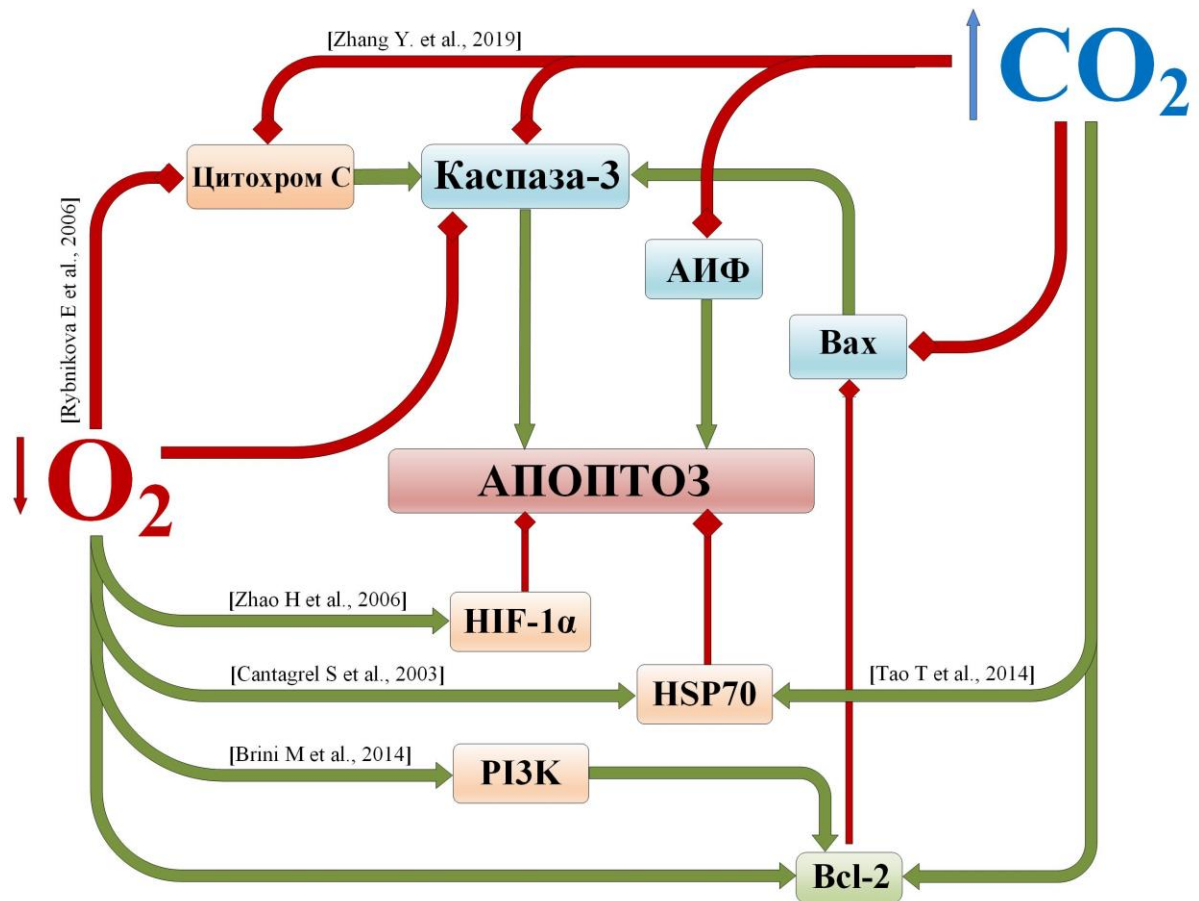 [Zhang Y. et al., 2019]
CO₂
Цитохром С
Каспаза-3
[Rybnikova E et al., 2006]
АИФ
Bax
O₂
АПОПТОЗ
[Zhao H et al., 2006]
HIF-1α
[Cantagrel S et al., 2003]
HSP70
[Tao T et al., 2014]
[Brini M et al., 2014]
PI3K
Bcl-2